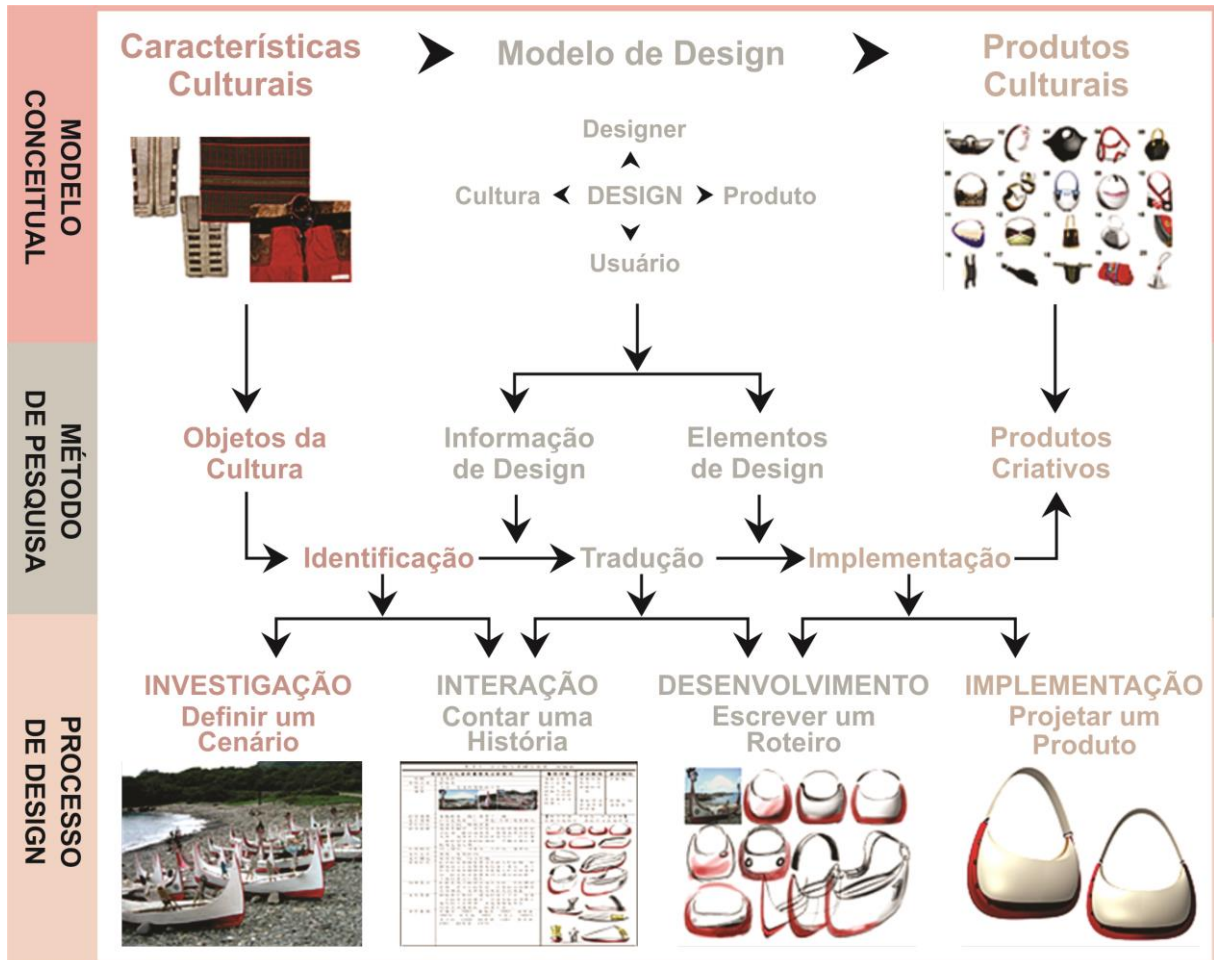 MODELO
CONCEITUAL
Características
Culturais
Modelo de Design
Produtos
Culturais
Designer
Cultura
DESIGN
Produto
Usuário
MÉTODO
DE PESQUISA
Objetos da
Cultura
Informação
de Design
Elementos
de Design
Produtos
Criativos
Identificação
Tradução
Implementação
PROCESSO
DE DESIGN
INVESTIGAÇÃO
Definir um
Cenário
INTERAÇÃO
Contar uma
História
DESENVOLVIMENTO
Escrever um
Roteiro
IMPLEMENTAÇÃO
Projetar um
Produto